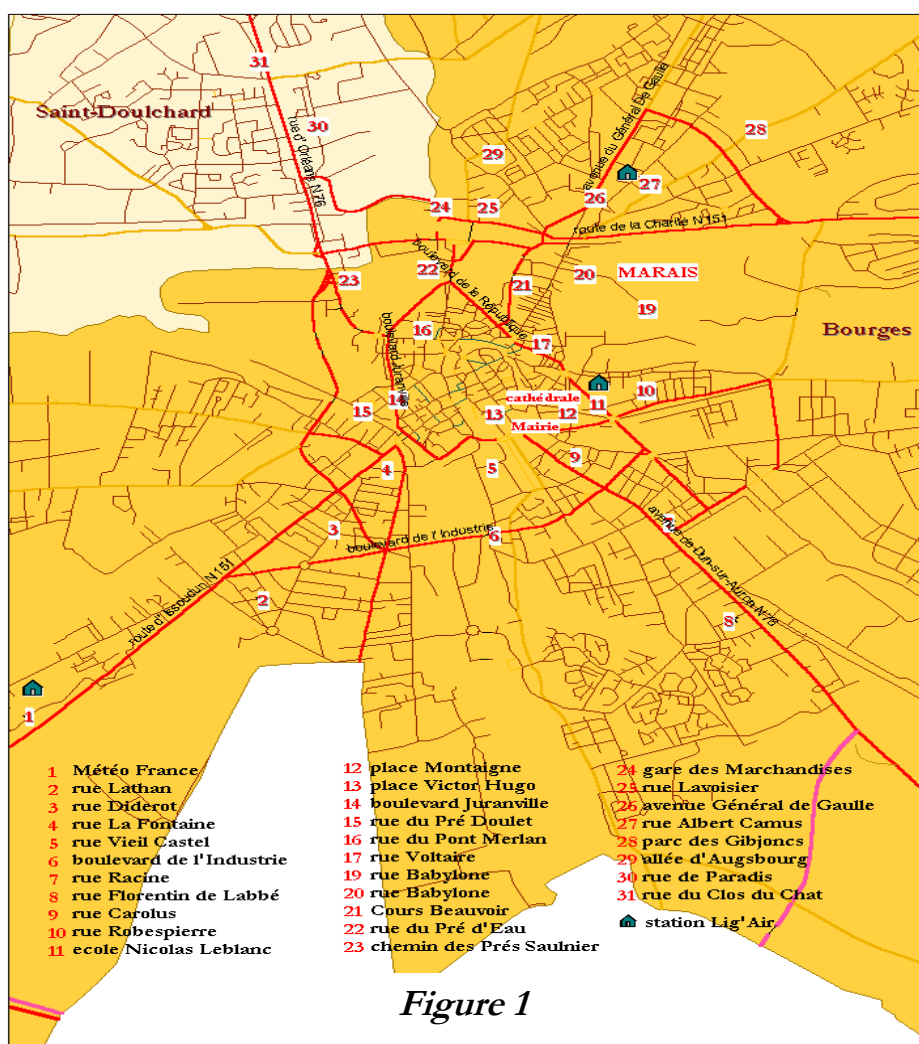 31
Saint-Doulchard
30
rue d' Orléans N76
29
28
avenue du Général De Gaulle
27
26
24
25
route de la Charité N151
22
boulevard de la République
23
21
20
MARAIS
19
Bourges
16
boulevard Juranville
17
15
14
cathédrale
13
12
11
10
Mairie
4
5
9
3
boulevard de l' Industrie
6
avenue de Dun-sur-Auron N76
2
route d' Issoudun N151
8
1
1 Météo France
2 rue Lathan
3 rue Diderot
4 rue La Fontaine
5 rue Vieil Castel
6 boulevard de l'Industrie
7 rue Racine
8 rue Florentin de Labbé
9 rue Carolus
10 rue Robespierre
11 ecole Nicolas Leblanc
12 place Montaigne
13 place Victor Hugo
14 boulevard Juranville
15 rue du Pré Doulet
16 rue du Pont Merlan
17 rue Voltaire
19 rue Babylone
20 rue Babylone
21 Cours Beauvoir
22 rue du Pré d'Eau
23 chemin des Prés Saulnier
24 gare des Marchandises
25 rue Lavoisier
26 avenue Général de Gaulle
27 rue Albert Camus
28 parc des Gibjoncs
29 allée d'Augsbourg
30 rue de Paradis
31 rue du Clos du Chat
station Lig'Air
Figure 1